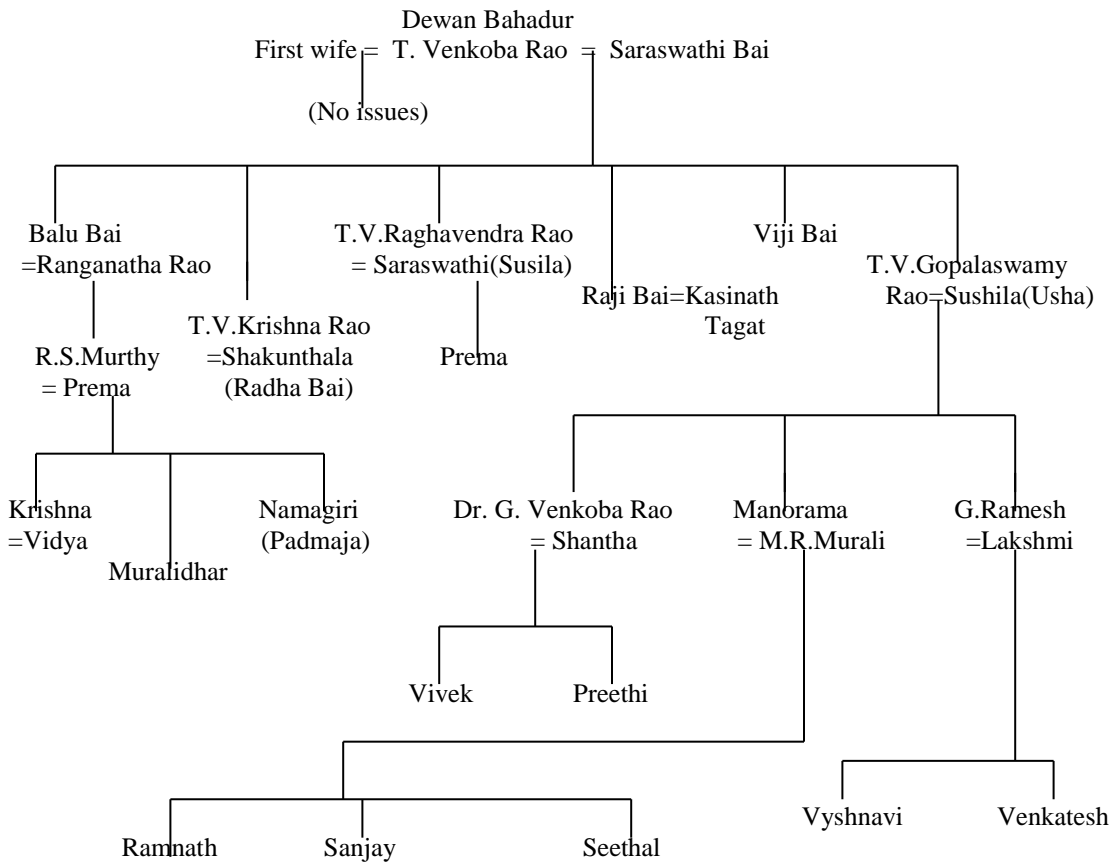 Dewan Bahadur
First wife = T. Venkoba Rao = Saraswathi Bai
(No issues)
Balu Bai
=Ranganatha Rao
T.V.Raghavendra Rao
= Saraswathi(Susila)
Viji Bai
T.V.Gopalaswamy
Rao=Sushila(Usha)
Raji Bai=Kasinath
Tagat
T.V.Krishna Rao
=Shakunthala
(Radha Bai)
R.S.Murthy
= Prema
Prema
Krishna
=Vidya
Muralidhar
Namagiri
(Padmaja)
Dr. G. Venkoba Rao
= Shantha
Manorama
= M.R.Murali
G.Ramesh
=Lakshmi
Vivek
Preethi
Vyshnavi
Venkatesh
Ramnath
Sanjay
Seethal